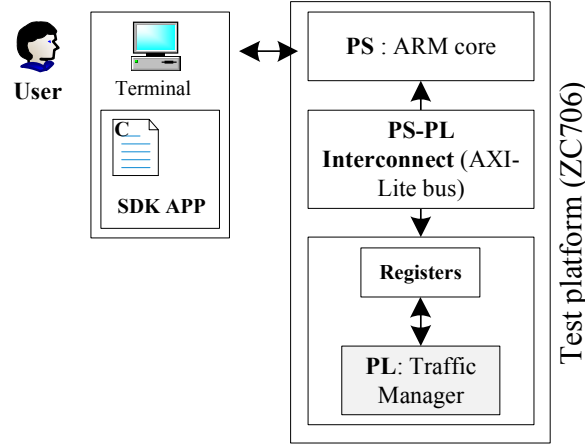 User
Terminal
C
SDK APP
PS : ARM core
PS-PL
Interconnect (AXI-
Lite bus)
Registers
PL: Traffic
Manager
Test platform (ZC706)